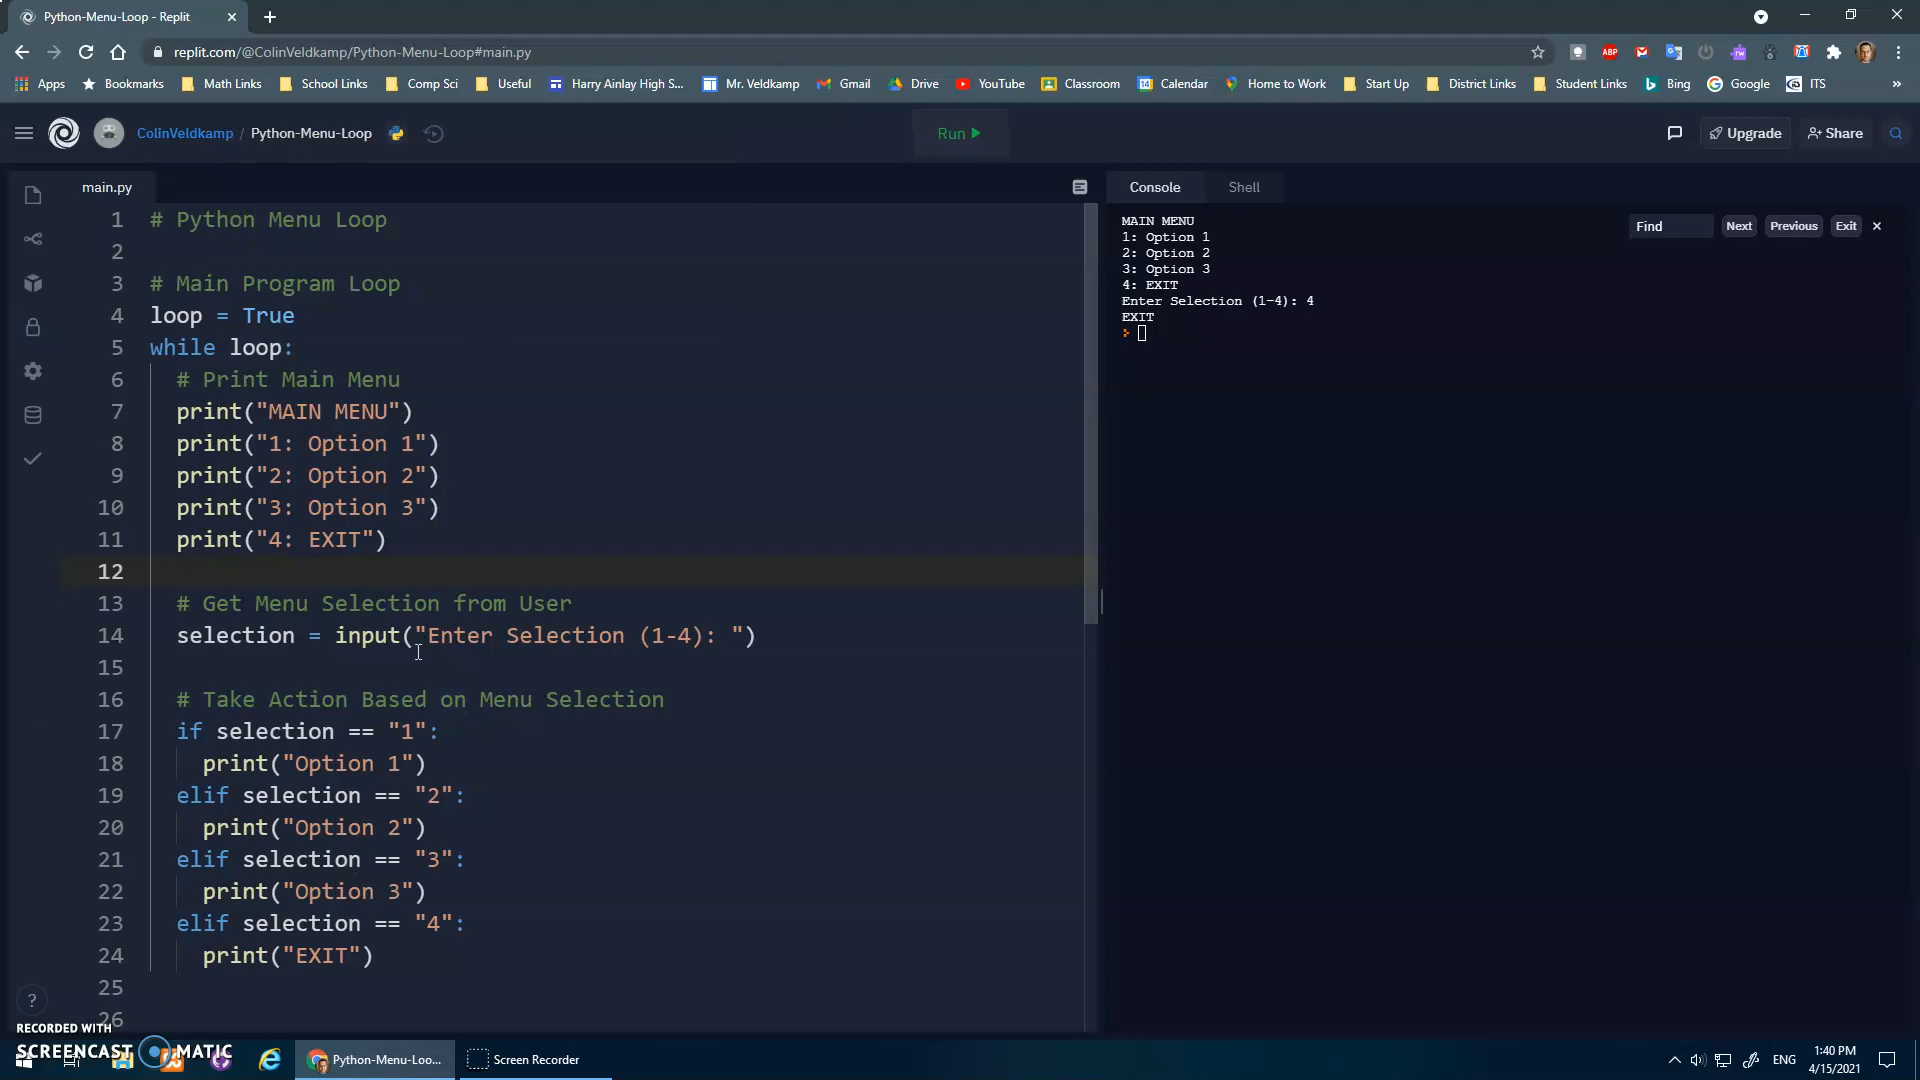 Python-Menu-Loop - Replit
replit.com/@ColinVeldkamp/Python-Menu-Loop#main.py
ABP
Apps Bookmarks Math Links School Links Comp Sci Useful Harry Ainlay High S... Mr. Veldkamp Gmail Drive YouTube Classroom Calendar Home to Work Start Up District Links Student Links Bing Google ITS »
ColinVeldkamp / Python-Menu-Loop
Run
Upgrade
Share
main.py
1 # Python Menu Loop
2
3 # Main Program Loop
4 loop = True
5 while loop:
6 # Print Main Menu
7 print("MAIN MENU")
8 print("1: Option 1")
9 print("2: Option 2")
10 print("3: Option 3")
11 print("4: EXIT")
12
13 # Get Menu Selection from User
14 selection = input("Enter Selection (1-4): ")
15
16 # Take Action Based on Menu Selection
17 if selection == "1":
18 print("Option 1")
19 elif selection == "2":
20 print("Option 2")
21 elif selection == "3":
22 print("Option 3")
23 elif selection == "4":
24 print("EXIT")
25
26
Console Shell
MAIN MENU
1: Option 1
2: Option 2
3: Option 3
4: EXIT
Enter Selection (1-4): 4
EXIT
Find Next Previous Exit ×
?
RECORDED WITH
SCREENCAST MATIC
Python-Menu-Loo...
Screen Recorder
ENG
1:40 PM
4/15/2021